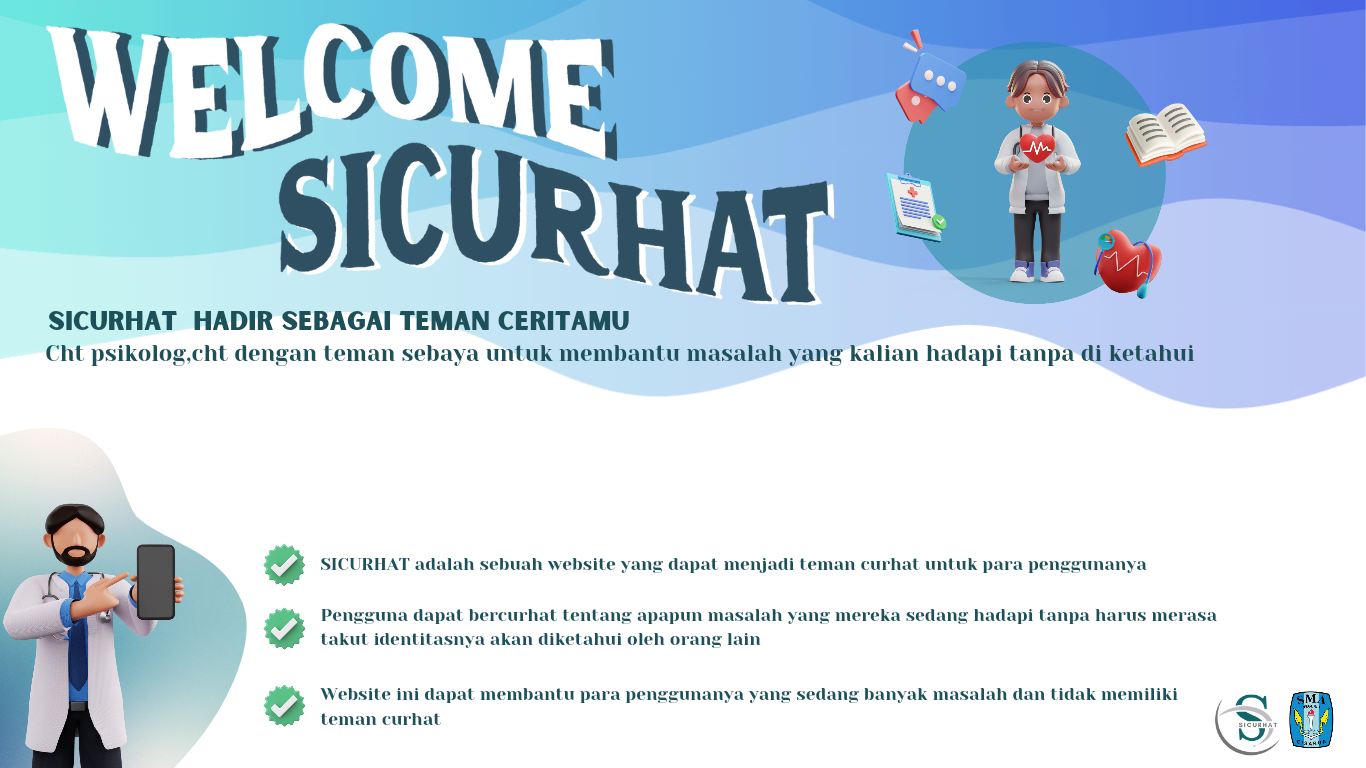 WELCOME
SICURHAT
SICURHAT HADIR SEBAGAI TEMAN CERITAMU
Cht psikolog,cht dengan teman sebaya untuk membantu masalah yang kalian hadapi tanpa di ketahui
SICURHAT adalah sebuah website yang dapat menjadi teman curhat untuk para penggunanya
Pengguna dapat bercurhat tentang apapun masalah yang mereka sedang hadapi tanpa harus merasa
takut identitasnya akan diketahui oleh orang lain
Website ini dapat membantu para penggunanya yang sedang banyak masalah dan tidak memiliki
teman curhat
S
SICURHAT
SMA
CISARUA